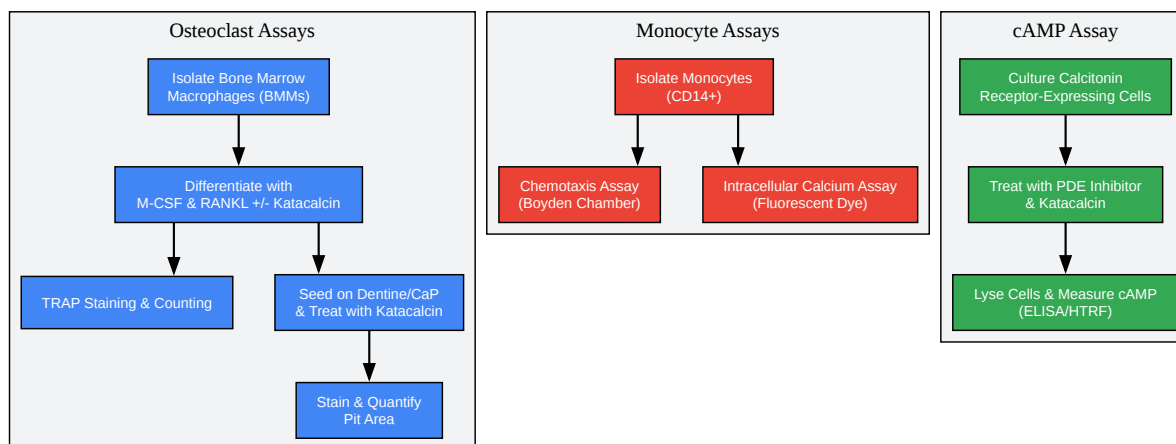 Osteoclast Assays
Isolate Bone Marrow
Macrophages (BMMs)
Differentiate with
M-CSF & RANKL +/- Katacalcin
TRAP Staining & Counting
Seed on Dentine/CaP
& Treat with Katacalcin
Stain & Quantify
Pit Area
Monocyte Assays
Isolate Monocytes
(CD14+)
Chemotaxis Assay
(Boyden Chamber)
Intracellular Calcium Assay
(Fluorescent Dye)
cAMP Assay
Culture Calcitonin
Receptor-Expressing Cells
Treat with PDE Inhibitor
& Katacalcin
Lyse Cells & Measure cAMP
(ELISA/HTRF)